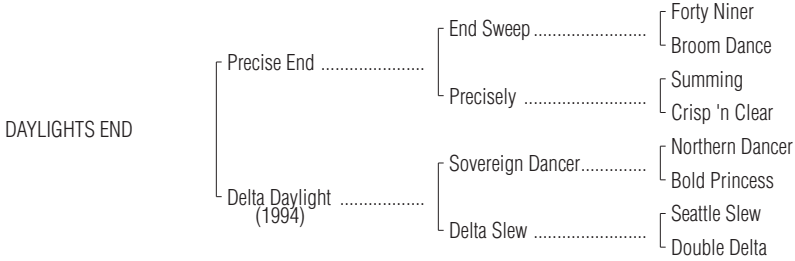 Forty Niner
End Sweep ........................
Broom Dance
Precise End ......................
Summing
Precisely ..........................
Crisp 'n Clear
DAYLIGHTS END
Northern Dancer
Sovereign Dancer..............
Bold Princess
Delta Daylight ..................
(1994)
Seattle Slew
Delta Slew ........................
Double Delta